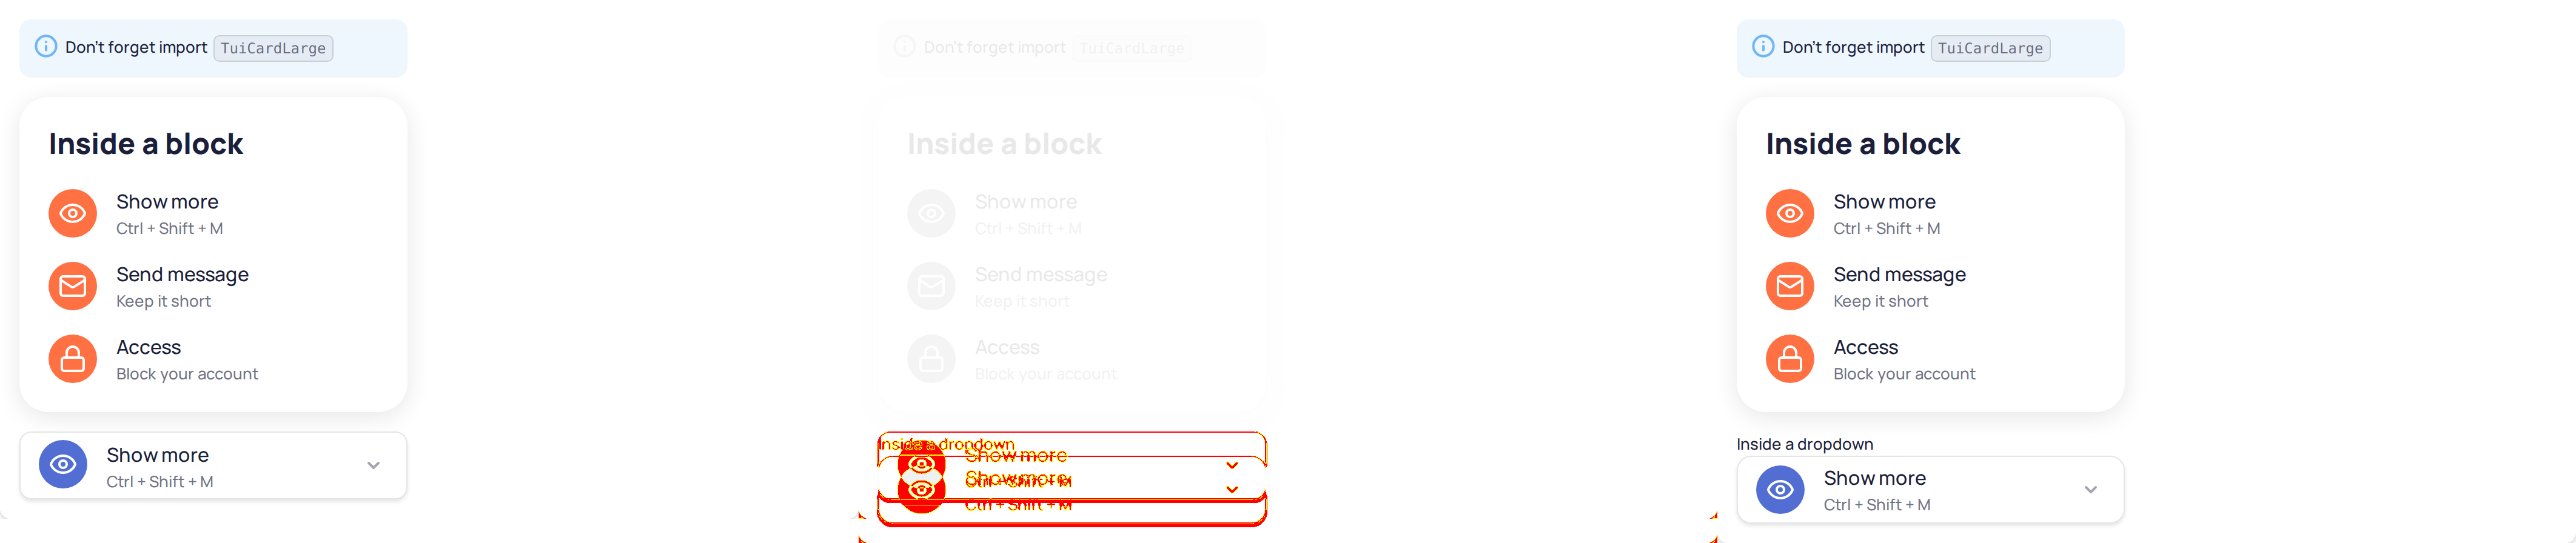 Don't forget import TuiCardLarge
Inside a block
Show more
Ctrl + Shift + M
Send message
Keep it short
Access
Block your account
Show more
Ctrl + Shift + M
Don't forget import TuiCardLarge
Inside a block
Show more
Ctrl + Shift + M
Send message
Keep it short
Access
Block your account
Inside a dropdown
Show more
Ctrl + Shift + M
Show more
Ctrl + Shift + M
Don't forget import TuiCardLarge
Inside a block
Show more
Ctrl + Shift + M
Send message
Keep it short
Access
Block your account
Inside a dropdown
Show more
Ctrl + Shift + M